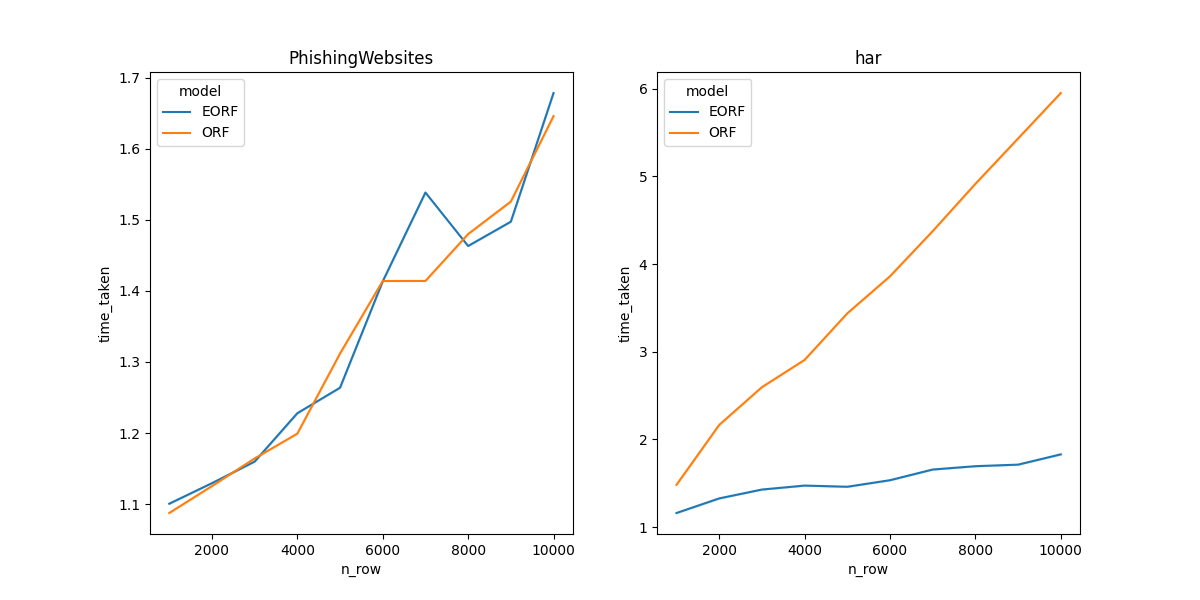 PhishingWebsites
model
EORF
ORF
1.7
1.6
1.5
1.4
1.3
1.2
1.1
time_taken
2000 4000 6000 8000 10000
n_row
har
model
EORF
ORF
6
5
4
3
2
1
time_taken
2000 4000 6000 8000 10000
n_row